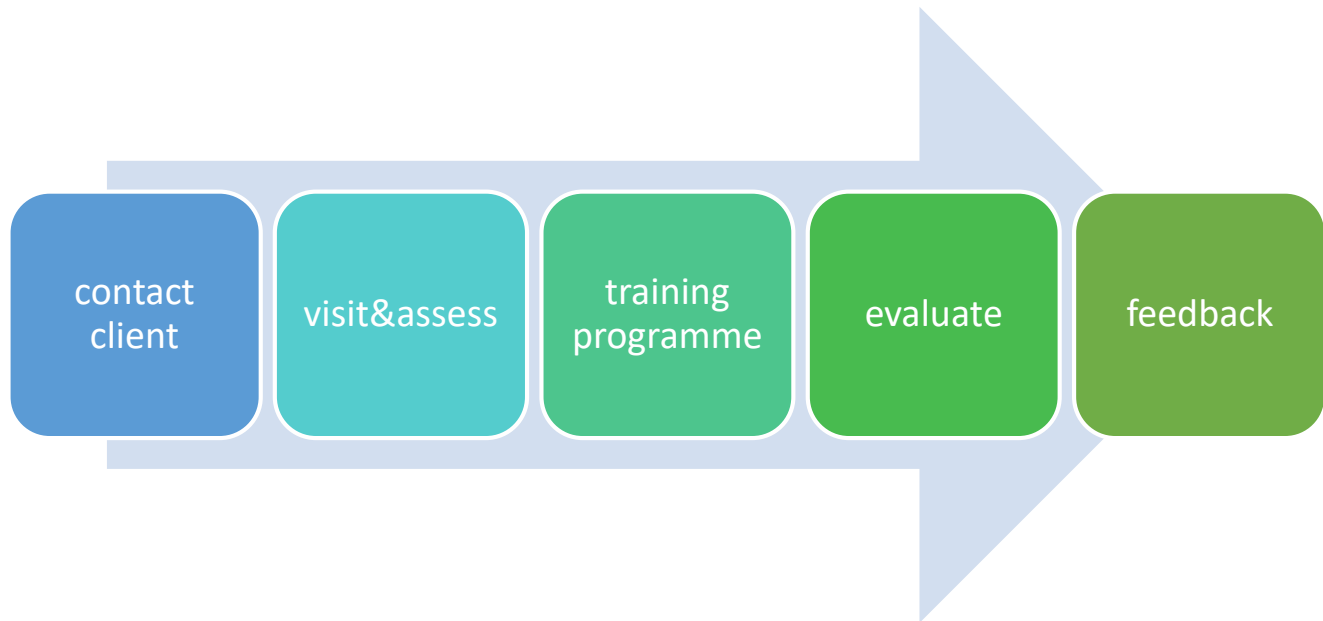 contact
client
visit&assess
training
programme
evaluate
feedback